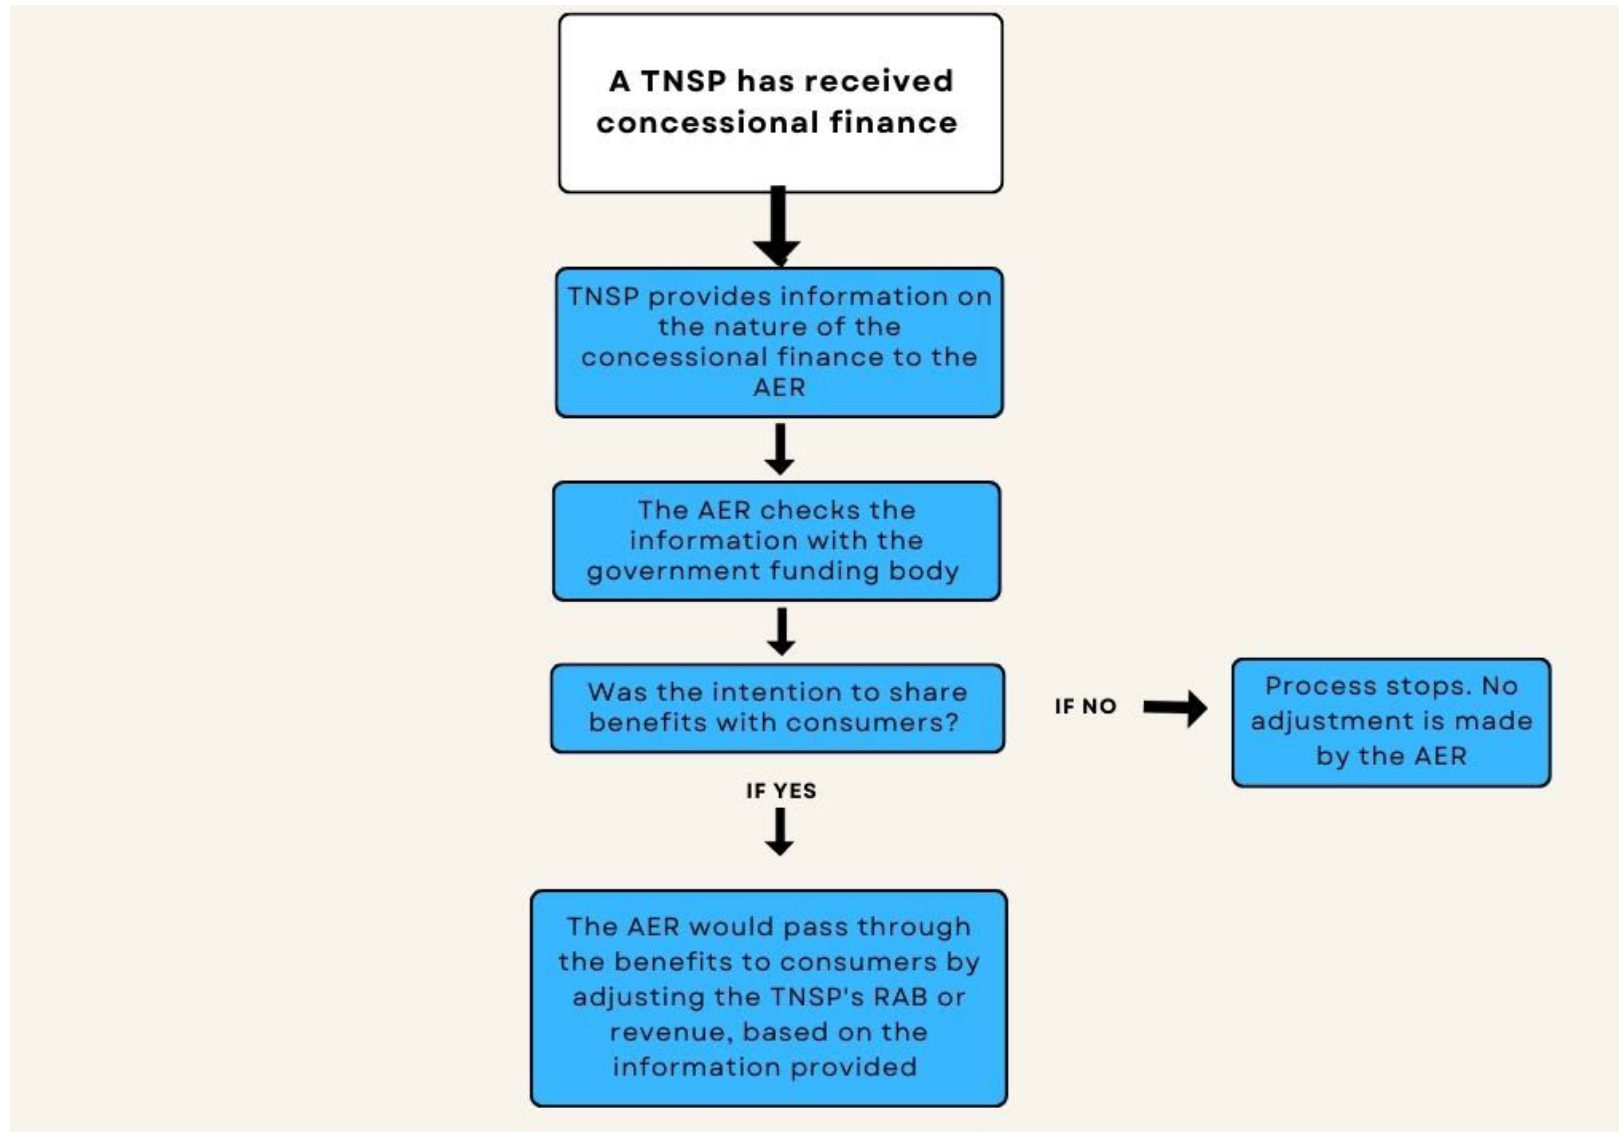 A TNSP has received
concessional finance
TNSP provides information on
the nature of the
concessional finance to the
AER
The AER checks the
information with the
government funding body
Was the intention to share
benefits with consumers?
IF NO
Process stops. No
adjustment is made
by the AER
IF YES
The AER would pass through
the benefits to consumers by
adjusting the TNSP's RAB or
revenue, based on the
information provided